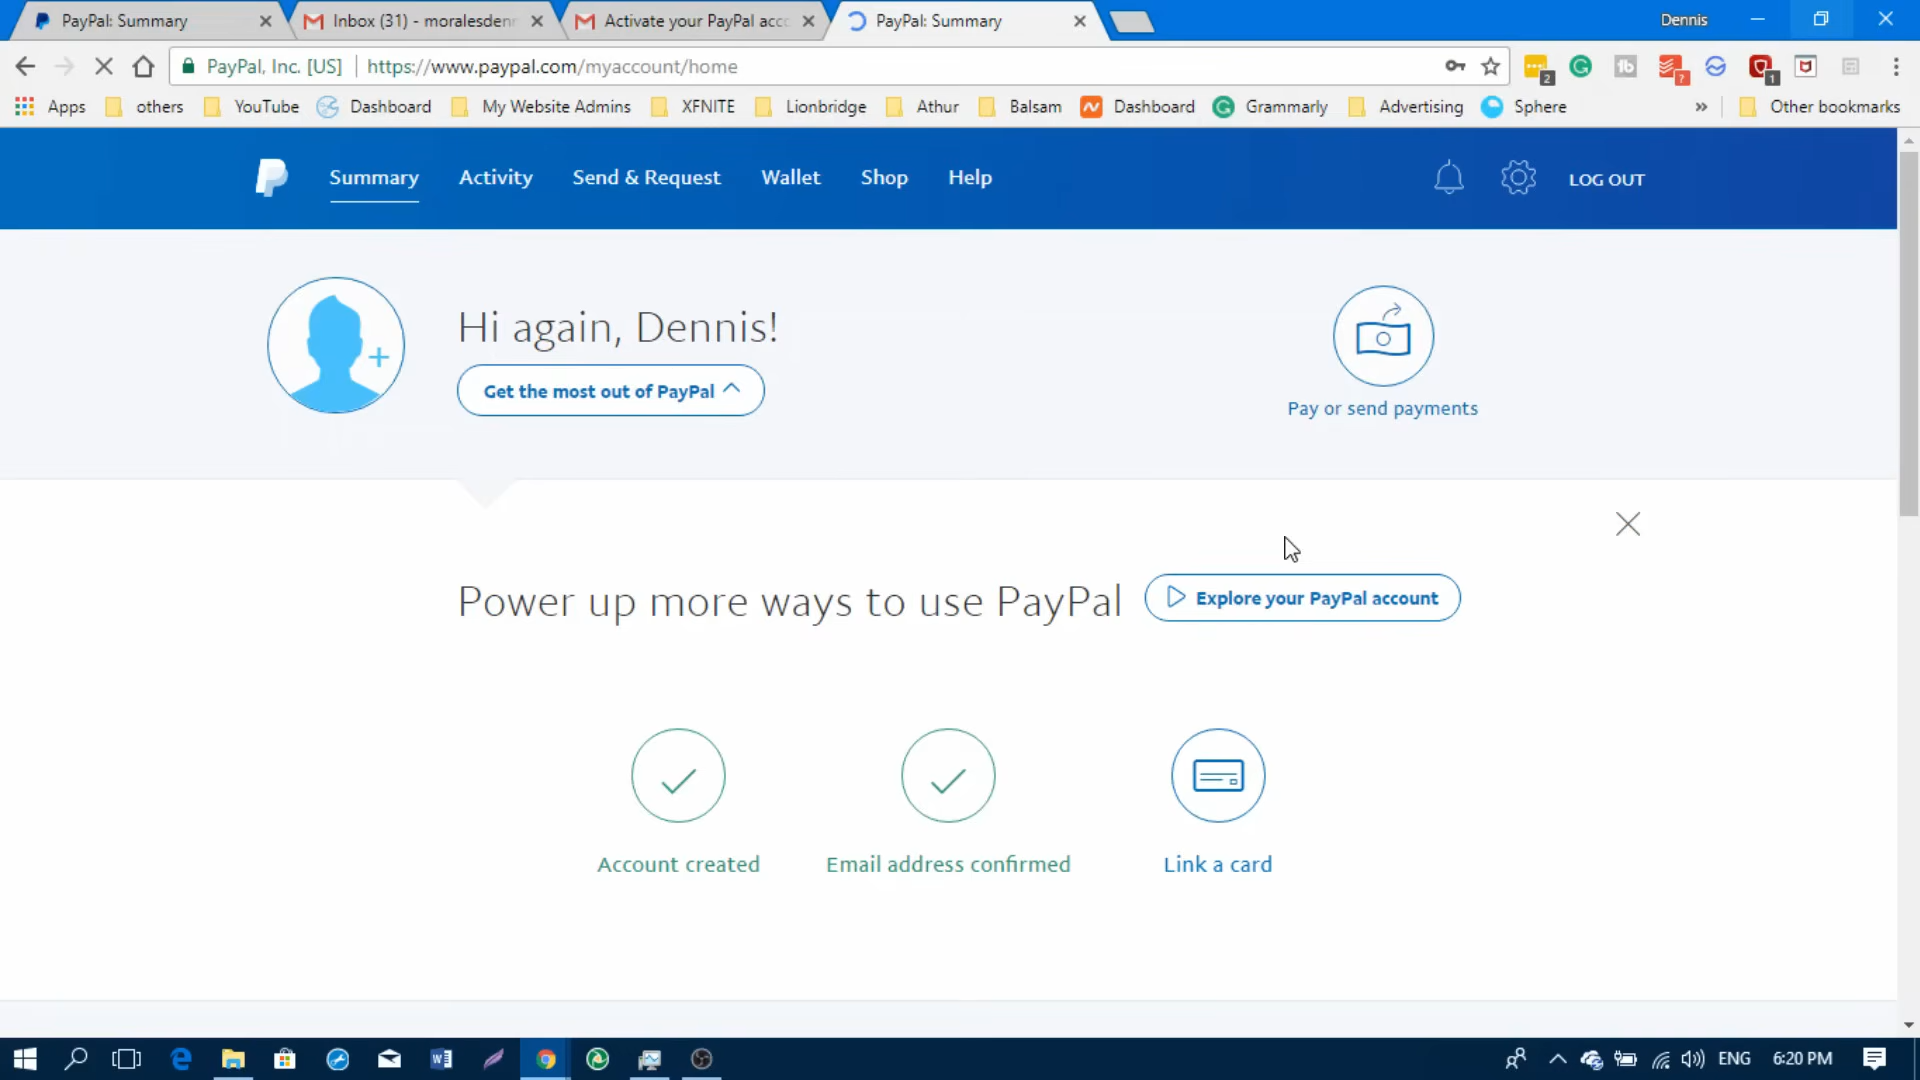 PayPal: Summary
Inbox (31) - moralesden
Activate your PayPal acc
PayPal: Summary
Dennis
PayPal, Inc. [US]
https://www.paypal.com/myaccount/home
2
?
1
Apps
others
YouTube
Dashboard
My Website Admins
XFNITE
Lionbridge
Athur
Balsam
Dashboard
Grammarly
Advertising
Sphere
»
Other bookmarks
Summary
Activity
Send & Request
Wallet
Shop
Help
LOG OUT
Hi again, Dennis!
Get the most out of PayPal
Pay or send payments
Power up more ways to use PayPal
Explore your PayPal account
Account created
Email address confirmed
Link a card
ENG
6:20 PM